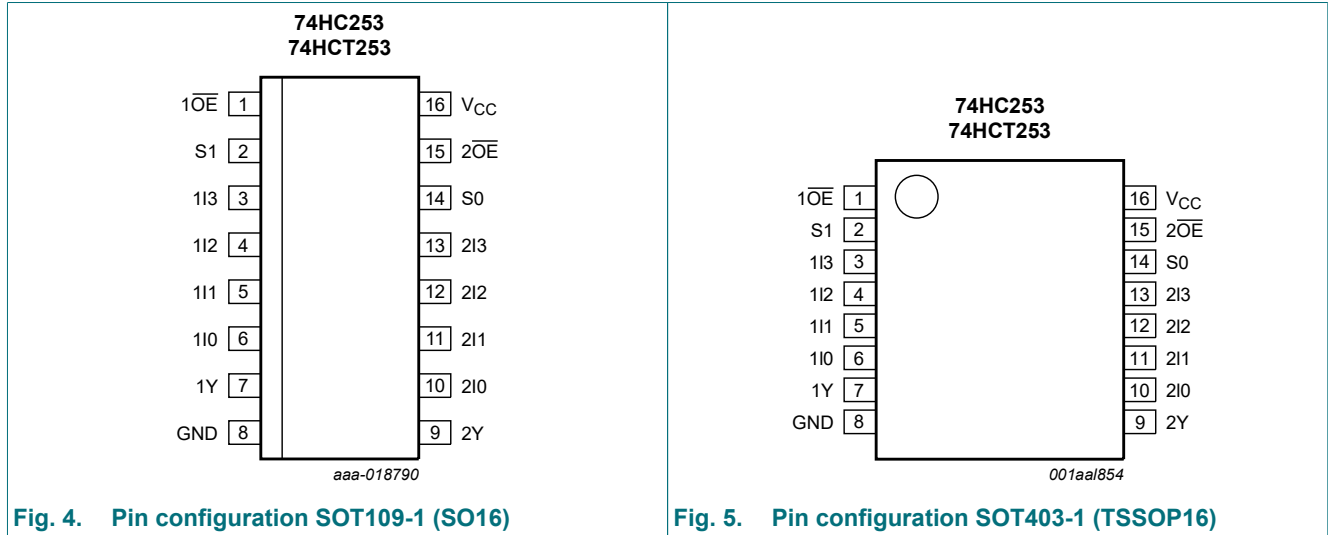 74HC253
74HCT253
1O̅E̅ 1
16 VCC
S1 2
15 2O̅E̅
1I3 3
14 S0
1I2 4
13 2I3
1I1 5
12 2I2
1I0 6
11 2I1
1Y 7
10 2I0
GND 8
9 2Y
aaa-018790
Fig. 4. Pin configuration SOT109-1 (SO16)
74HC253
74HCT253
1O̅E̅ 1
16 VCC
S1 2
15 2O̅E̅
1I3 3
14 S0
1I2 4
13 2I3
1I1 5
12 2I2
1I0 6
11 2I1
1Y 7
10 2I0
GND 8
9 2Y
001aal854
Fig. 5. Pin configuration SOT403-1 (TSSOP16)